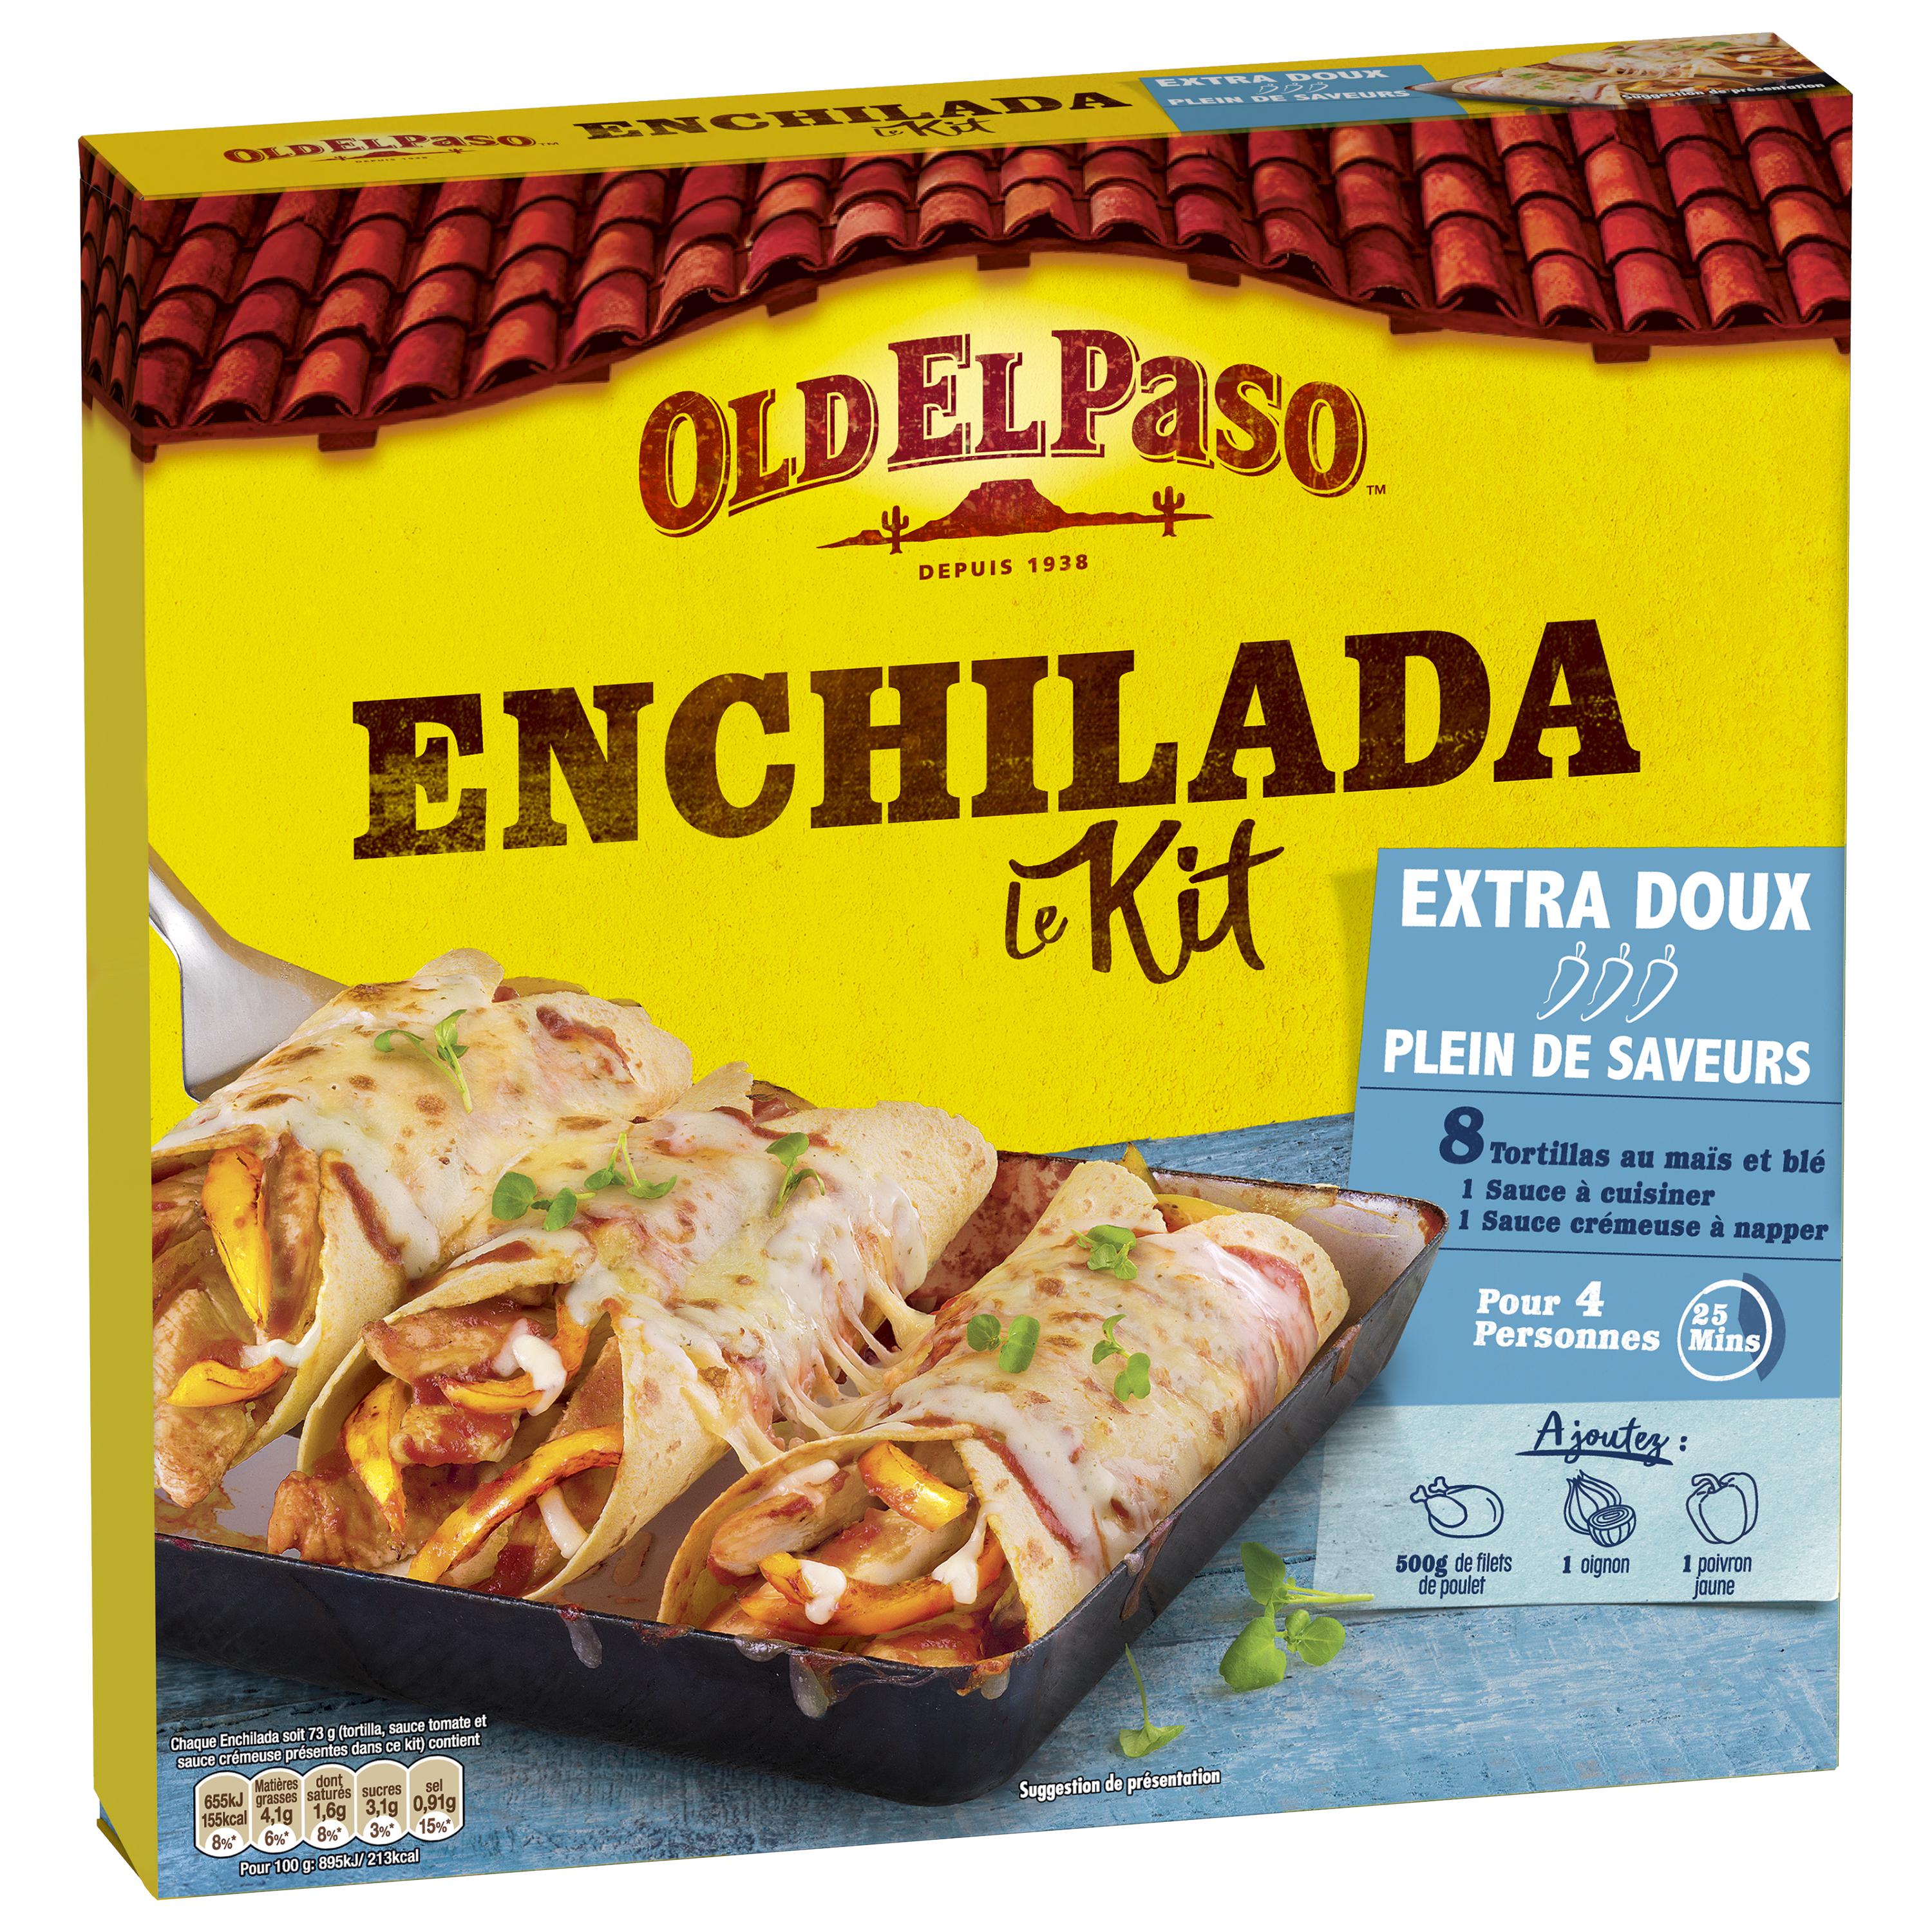 OLD EL PASO™
DEPUIS 1938
ENCHILADA
le Kit
EXTRA DOUX
PLEIN DE SAVEURS
Suggestion de présentation
OLD EL PASO™
DEPUIS 1938
ENCHILADA
le Kit
EXTRA DOUX
PLEIN DE SAVEURS
8 Tortillas au maïs et blé
1 Sauce à cuisiner
1 Sauce crémeuse à napper
Pour 4
Personnes
25
Mins
Ajoutez :
500g de filets
de poulet
1 oignon
1 poivron
jaune
Chaque Enchilada soit 73 g (tortilla, sauce tomate et
sauce crémeuse présentes dans ce kit) contient
655kJ
155kcal
8%*
Matières
grasses
4,1g
6%*
dont
saturés
1,6g
8%*
sucres
3,1g
3%*
sel
0,91g
15%*
Pour 100 g: 895kJ/ 213kcal
Suggestion de présentation